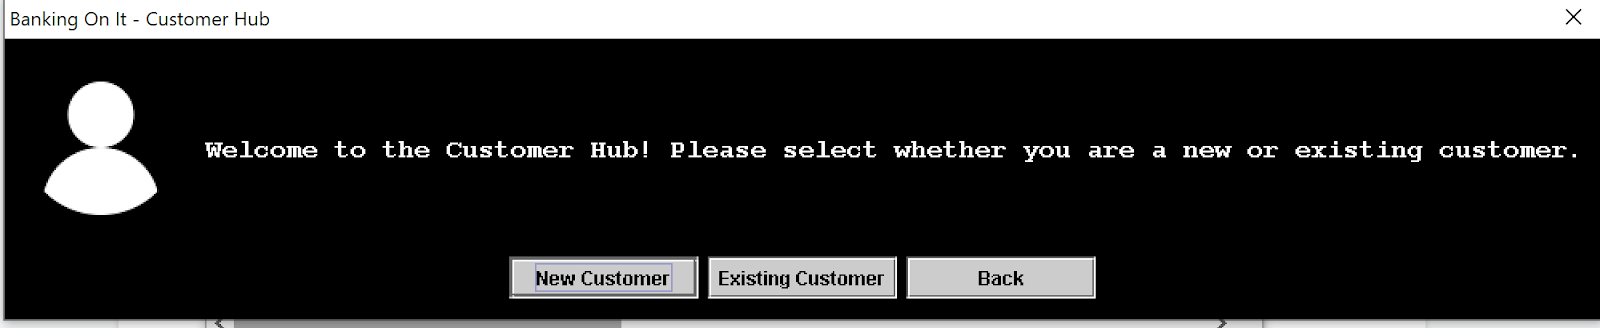 Banking On It - Customer Hub
Welcome to the Customer Hub! Please select whether you are a new or existing customer.
New Customer Existing Customer Back